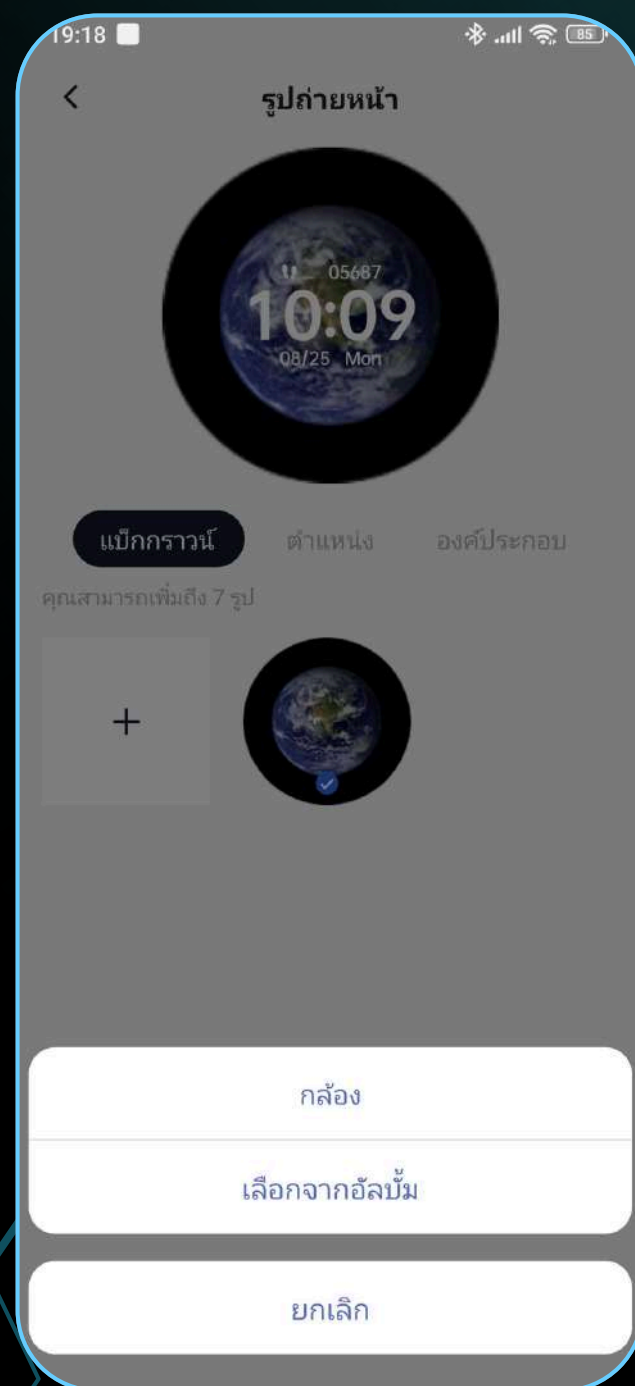 19:18
85
รูปถ่ายหน้า
05687
10:09
08/25 Mon
แบ็กกราวน์ ตำแหน่ง องค์ประกอบ
คุณสามารถเพิ่มถึง 7 รูป
+
กล้อง
เลือกจากอัลบั้ม
ยกเลิก